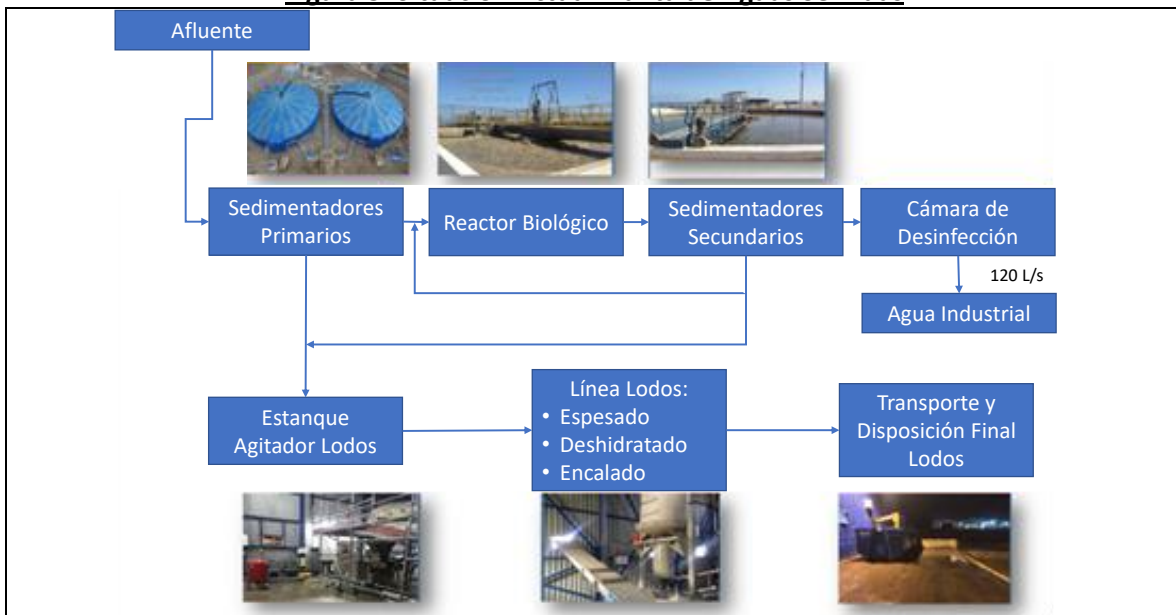 Afluente
Sedimentadores
Primarios
Reactor Biológico
Sedimentadores
Secundarios
Cámara de
Desinfección
120 L/s
Agua Industrial
Estanque
Agitador Lodos
Línea Lodos:
• Espesado
• Deshidratado
• Encalado
Transporte y
Disposición Final
Lodos